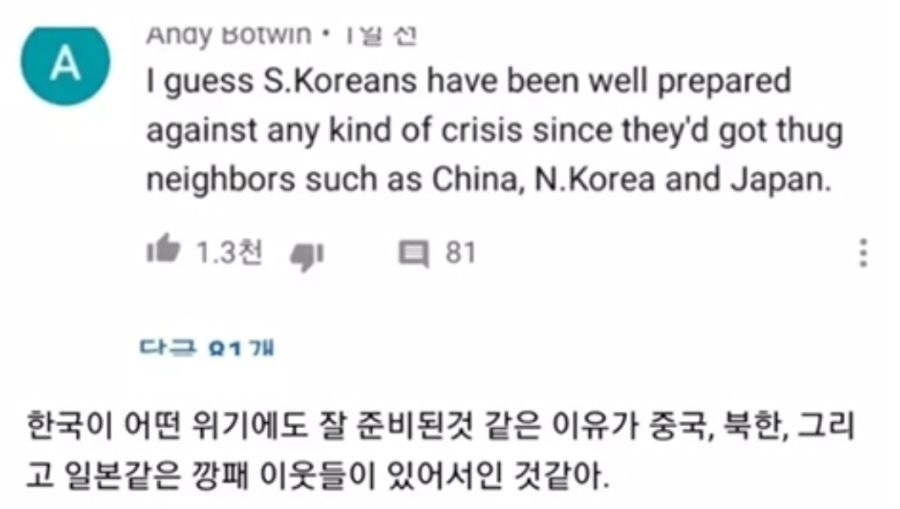 A
Andy Botwin • 1일 전
I guess S.Koreans have been well prepared
against any kind of crisis since they'd got thug
neighbors such as China, N.Korea and Japan.
1.3천 81
답글 81개
한국이 어떤 위기에도 잘 준비된것 같은 이유가 중국, 북한, 그리
고 일본같은 깡패 이웃들이 있어서인 것같아.